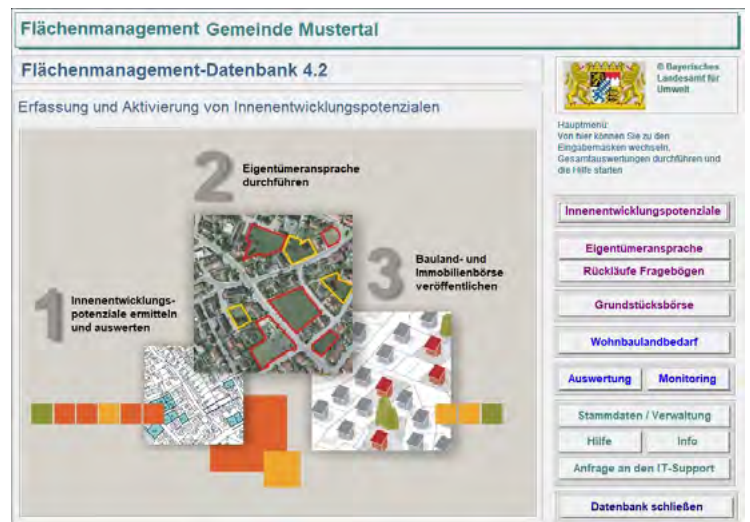 Flächenmanagement Gemeinde Mustertal
Flächenmanagement-Datenbank 4.2
Erfassung und Aktivierung von Innenentwicklungspotenzialen
1
Innenentwicklungs-
potenziale ermitteln
und auswerten
2
Eigentümeransprache
durchführen
3
Bauland- und
Immobilienbörse
veröffentlichen
© Bayerisches
Landesamt für
Umwelt
Hauptmenü:
Von hier können Sie zu den
Eingabemasken wechseln,
Gesamtauswertungen durchführen und
die Hilfe starten
Innenentwicklungspotenziale
Eigentümeransprache
Rückläufe Fragebögen
Grundstücksbörse
Wohnbaulandbedarf
Auswertung Monitoring
Stammdaten / Verwaltung
Hilfe Info
Anfrage an den IT-Support
Datenbank schließen